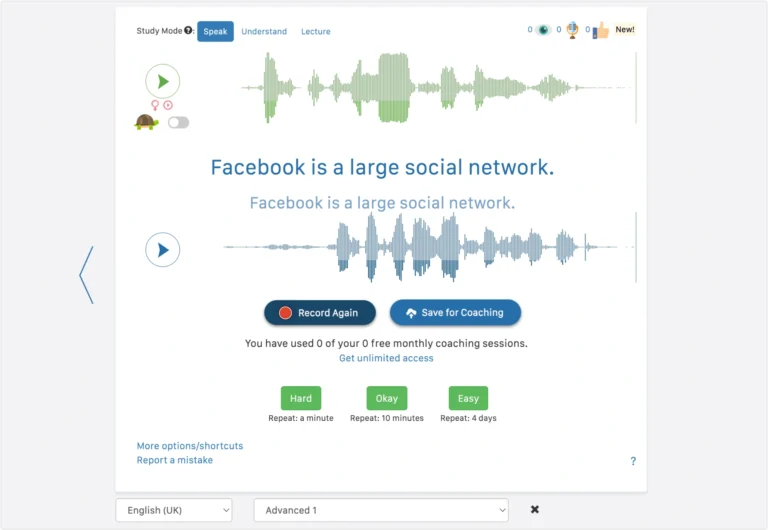 Study Mode ?: Speak Understand Lecture
0 0 0 New!
Facebook is a large social network.
Facebook is a large social network.
Record Again Save for Coaching
You have used 0 of your 0 free monthly coaching sessions.
Get unlimited access
Hard Okay Easy
Repeat: a minute Repeat: 10 minutes Repeat: 4 days
More options/shortcuts
Report a mistake
?
English (UK) Advanced 1